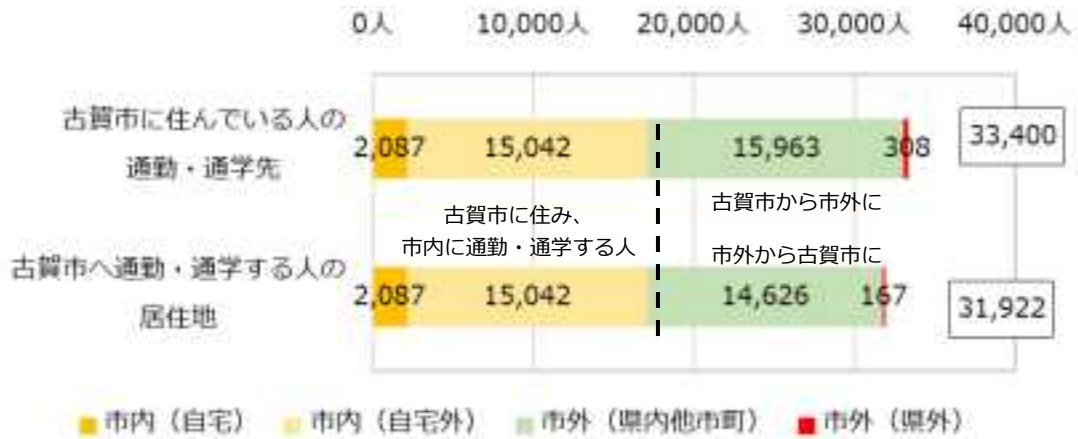 0人 10,000人 20,000人 30,000人 40,000人
古賀市に住んでいる人の
通勤・通学先
2,087 15,042 15,963 308 33,400
古賀市に住み、
市内に通勤・通学する人
古賀市から市外に
市外から古賀市に
古賀市へ通勤・通学する人の
居住地
2,087 15,042 14,626 167 31,922
市内（自宅） 市内（自宅外） 市外（県内他市町） 市外（県外）